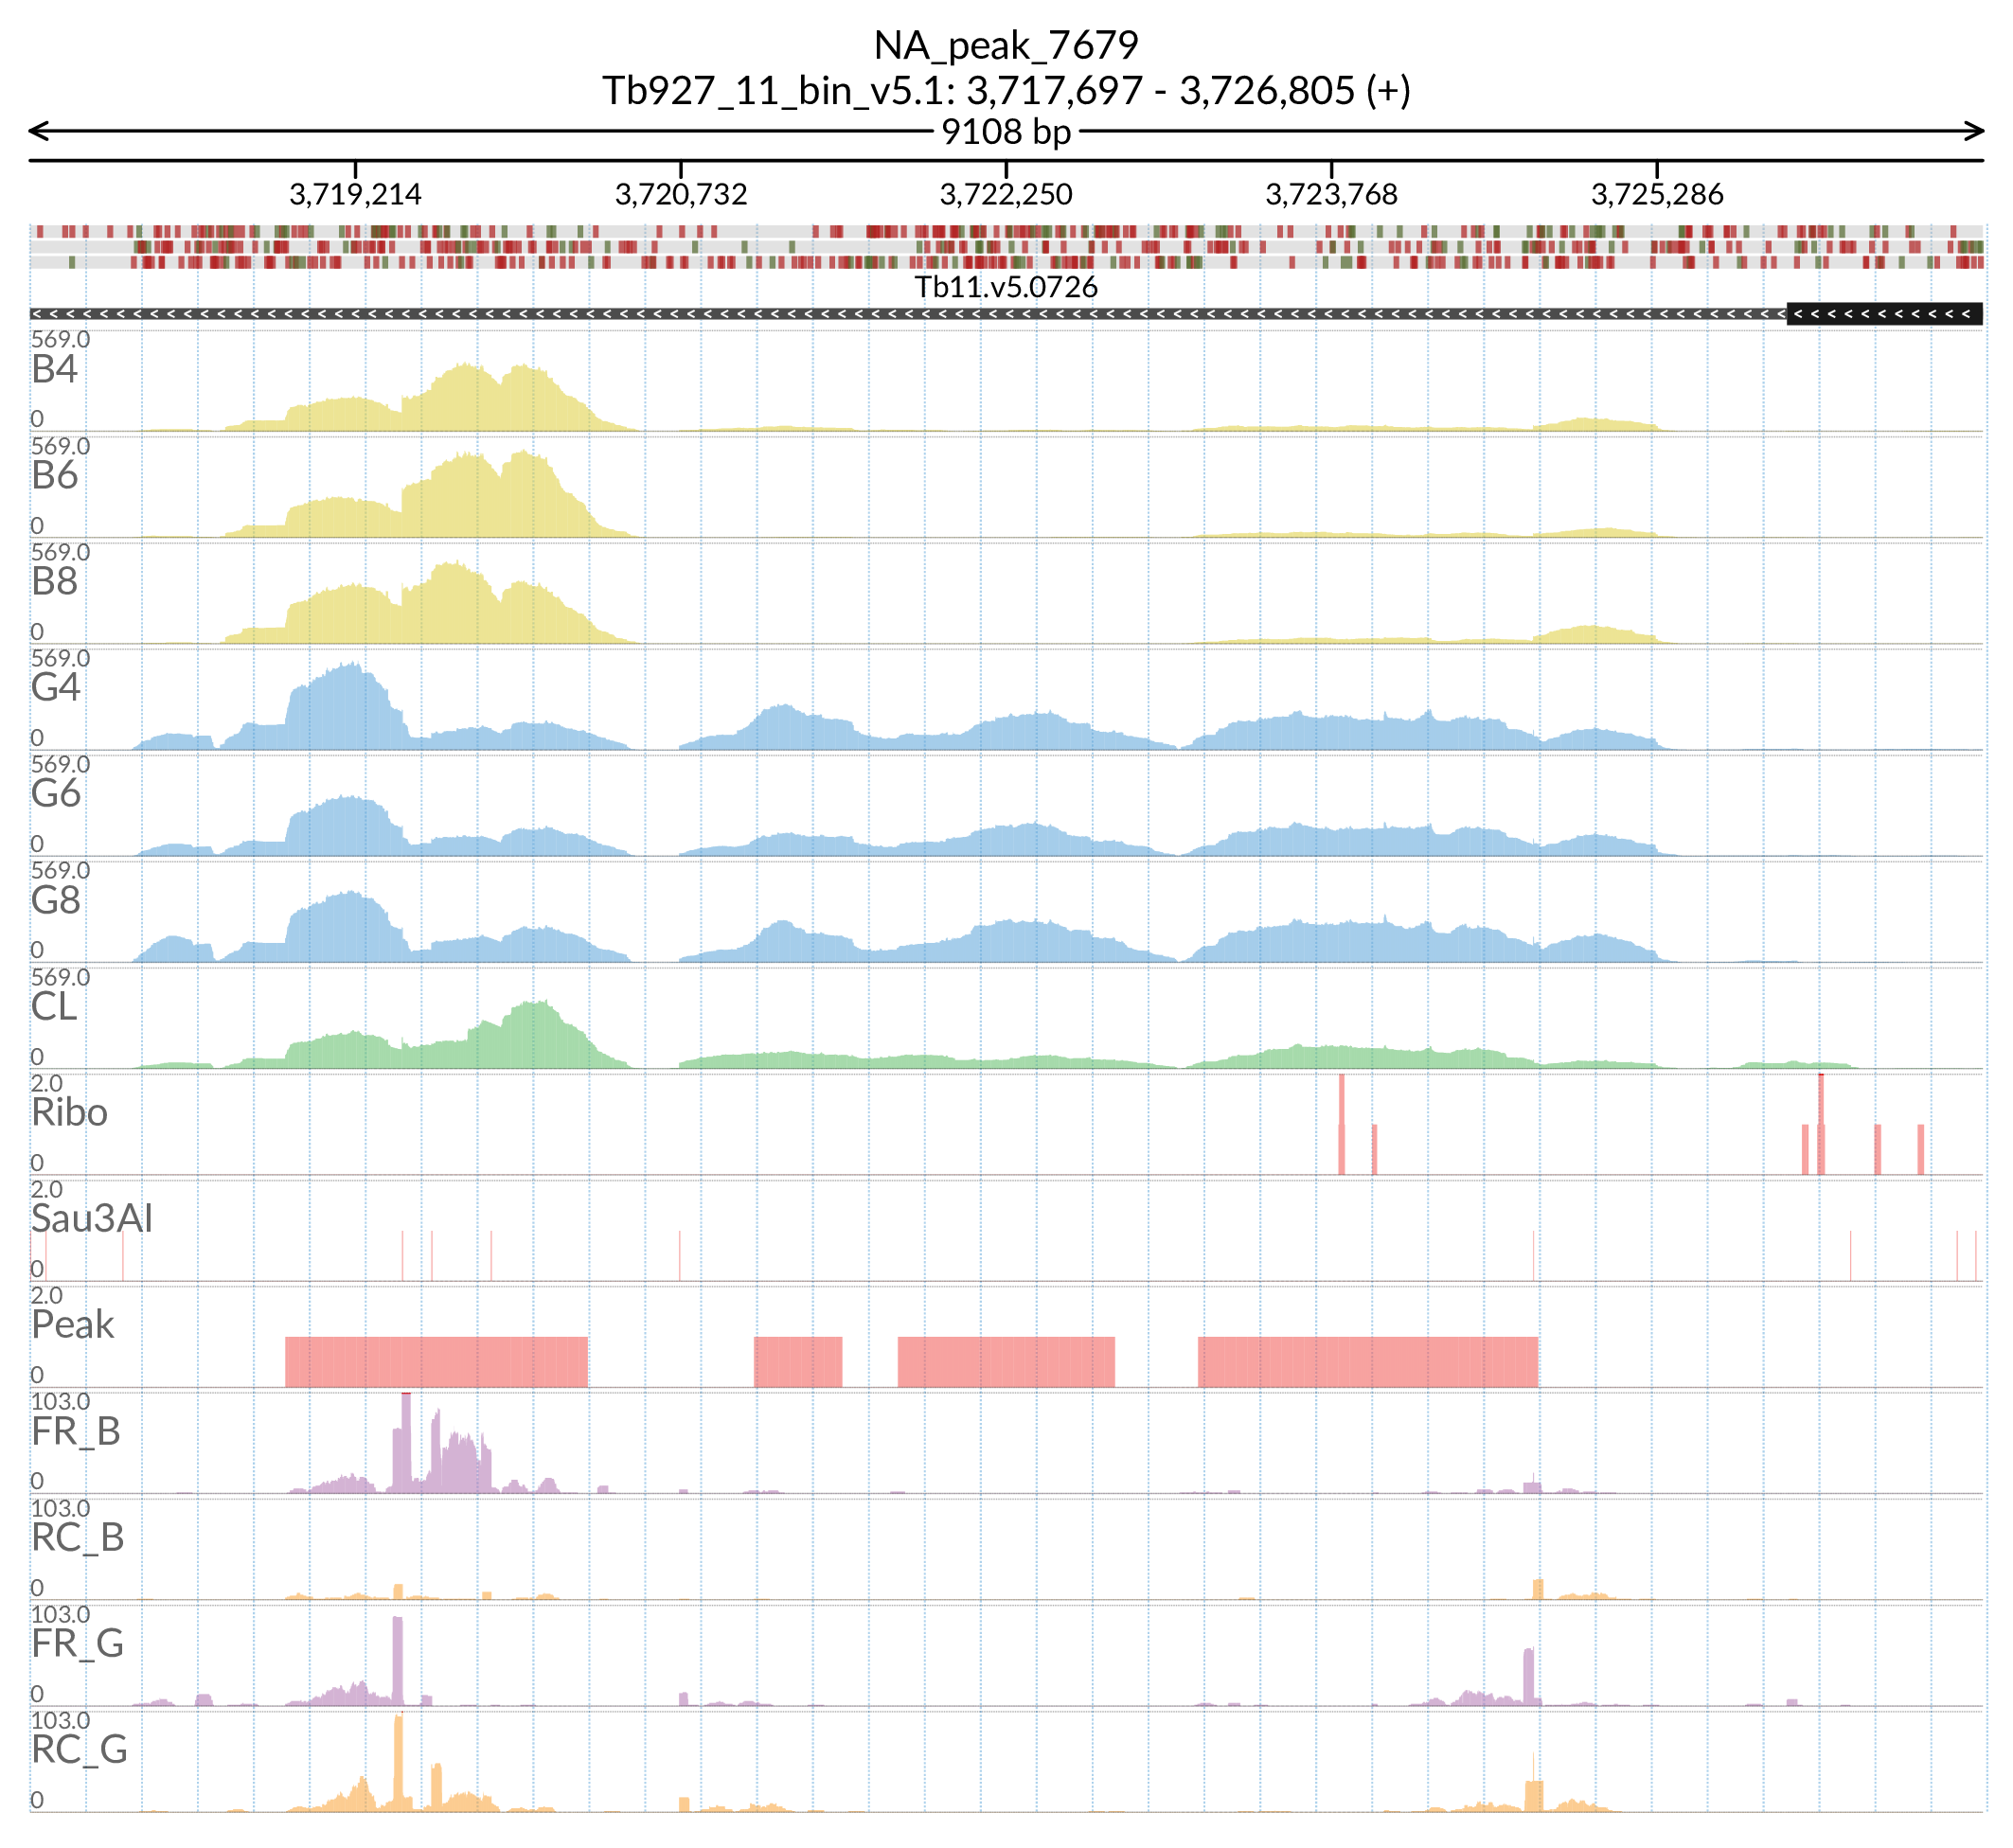 NA_peak_7679
Tb927_11_bin_v5.1: 3,717,697 - 3,726,805 (+)
9108 bp
3,719,214 3,720,732 3,722,250 3,723,768 3,725,286
Tb11.v5.0726
569.0
B4
0
569.0
B6
0
569.0
B8
0
569.0
G4
0
569.0
G6
0
569.0
G8
0
569.0
CL
0
2.0
Ribo
0
2.0
Sau3AI
0
2.0
Peak
0
103.0
FR_B
0
103.0
RC_B
0
103.0
FR_G
0
103.0
RC_G
0